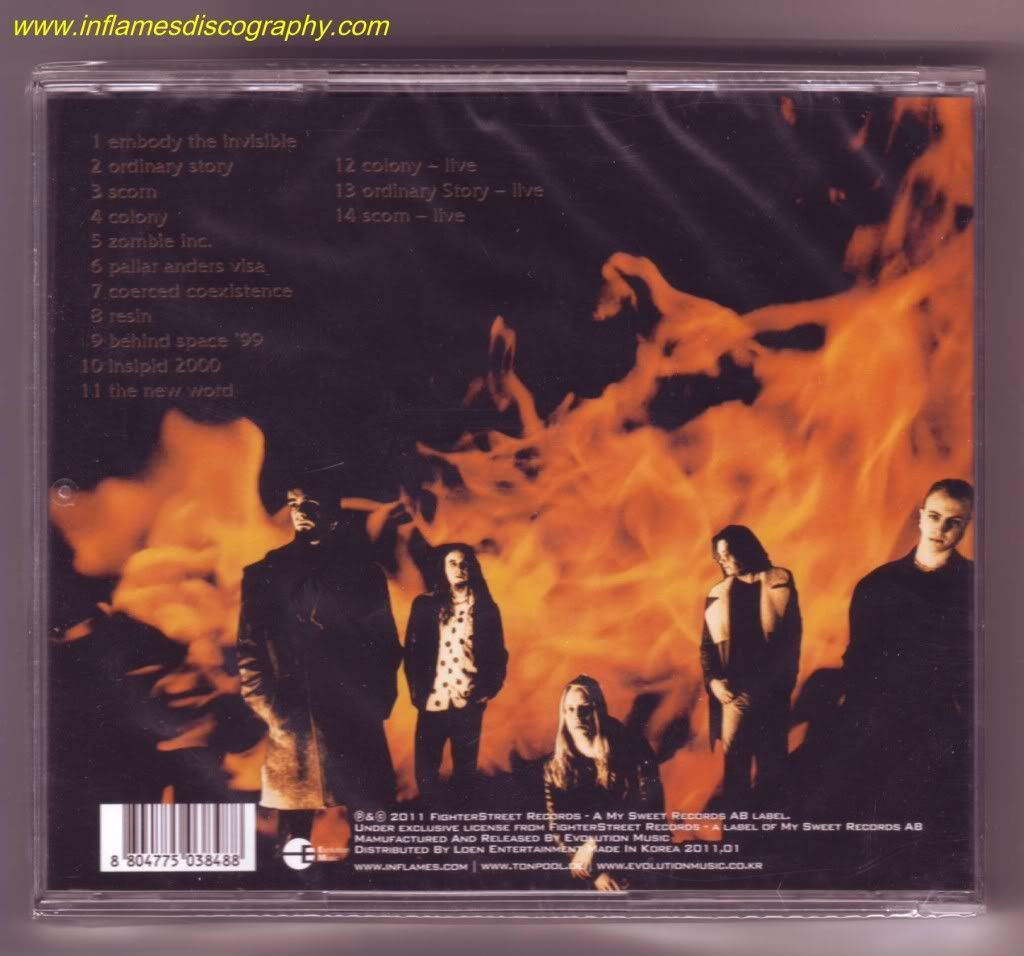 www.inflamesdiscography.com
1 embody the invisible
2 ordinary story
3 scorn
4 colony
5 zombie inc.
6 pallar anders visa
7 coerced coexistence
8 resin
9 behind space '99
10 insipid 2000
11 the new word
12 colony – live
13 ordinary Story – live
14 scorn – live
8 804775 038488
Evolution Music
℗&© 2011 FighterStreet Records - A My Sweet Records AB label.
Under exclusive license from FighterStreet Records - a label of My Sweet Records AB
Manufactured And Released By Evolution Music
Distributed By Loen Entertainment Made In Korea 2011,01
www.inflames.com | www.tonpool.de | www.evolutionmusic.co.kr